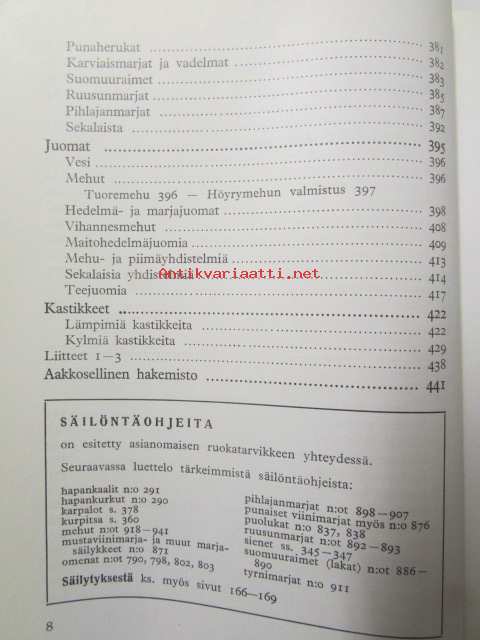 Punaherukat 381
Karviaismarjat ja vadelmat 382
Suomuuraimet 383
Ruusunmarjat 385
Pihlajanmarjat 387
Sekalaista 392
Juomat 395
Vesi 396
Mehut 396
Tuoremehu 396 — Höyrymehun valmistus 397
Hedelmä- ja marjajuomat 398
Vihannesmehut 408
Maitohedelmäjuomia 409
Mehu- ja piimäyhdistelmiä 413
Sekalaisia yhdistelmiä 414
Antikvariaatti.net
Teejuomia 417
Kastikkeet 422
Lämpimiä kastikkeita 422
Kylmiä kastikkeita 429
Liitteet 1—3 438
Aakkosellinen hakemisto 441
SÄILÖNTÄOHJEITA
on esitetty asianomaisen ruokatarvikkeen yhteydessä.
Seuraavassa luettelo tärkeimmistä säilöntäohjeista:
hapankaalit n:o 291
hapankurkut n:o 290
karpalot s. 378
kurpitsa s. 360
mehut n:ot 918—941
mustaviinimarja- ja muut marja-
säilykkeet n:o 871
omenat n:ot 790, 798, 802, 803
pihlajanmarjat n:ot 898—907
punaiset viinimarjat myös n:o 876
puolukat n:o 837, 838
ruusunmarjat n:ot 892—893
sienet ss. 345—347
suomuuraimet (lakat) n:ot 886—
890
tyrnimarjat n:o 911
Säilytyksestä ks. myös sivut 166—169
8